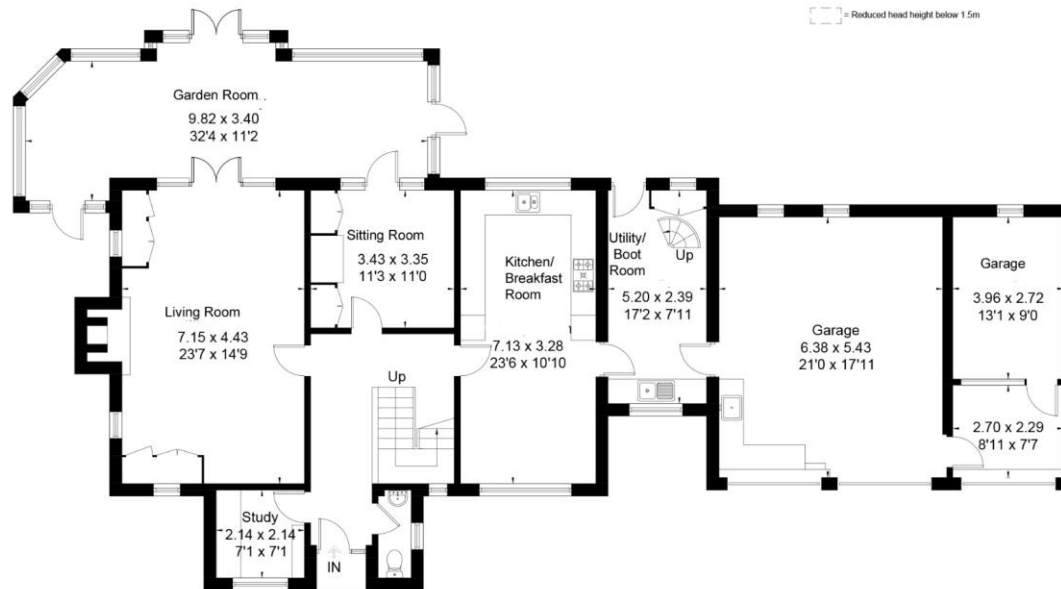 = Reduced head height below 1.5m
Garden Room
9.82 x 3.40
32'4 x 11'2
Sitting Room
3.43 x 3.35
11'3 x 11'0
Living Room
7.15 x 4.43
23'7 x 14'9
Kitchen/
Breakfast
Room
7.13 x 3.28
23'6 x 10'10
Utility/
Boot
Room
Up
5.20 x 2.39
17'2 x 7'11
Garage
6.38 x 5.43
21'0 x 17'11
Garage
3.96 x 2.72
13'1 x 9'0
2.70 x 2.29
8'11 x 7'7
Up
Study
2.14 x 2.14
7'1 x 7'1
IN